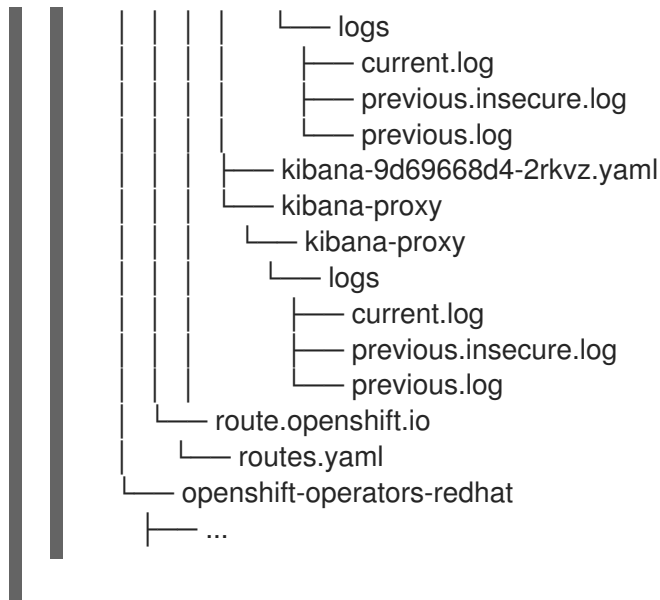 │ │ │ │ └── logs
│ │ │ │ ├── current.log
│ │ │ │ ├── previous.insecure.log
│ │ │ │ └── previous.log
│ │ │ ├── kibana-9d69668d4-2rkvz.yaml
│ │ │ └── kibana-proxy
│ │ │ └── kibana-proxy
│ │ │ └── logs
│ │ │ ├── current.log
│ │ │ ├── previous.insecure.log
│ │ │ └── previous.log
│ └── route.openshift.io
│ └── routes.yaml
└── openshift-operators-redhat
├── ...